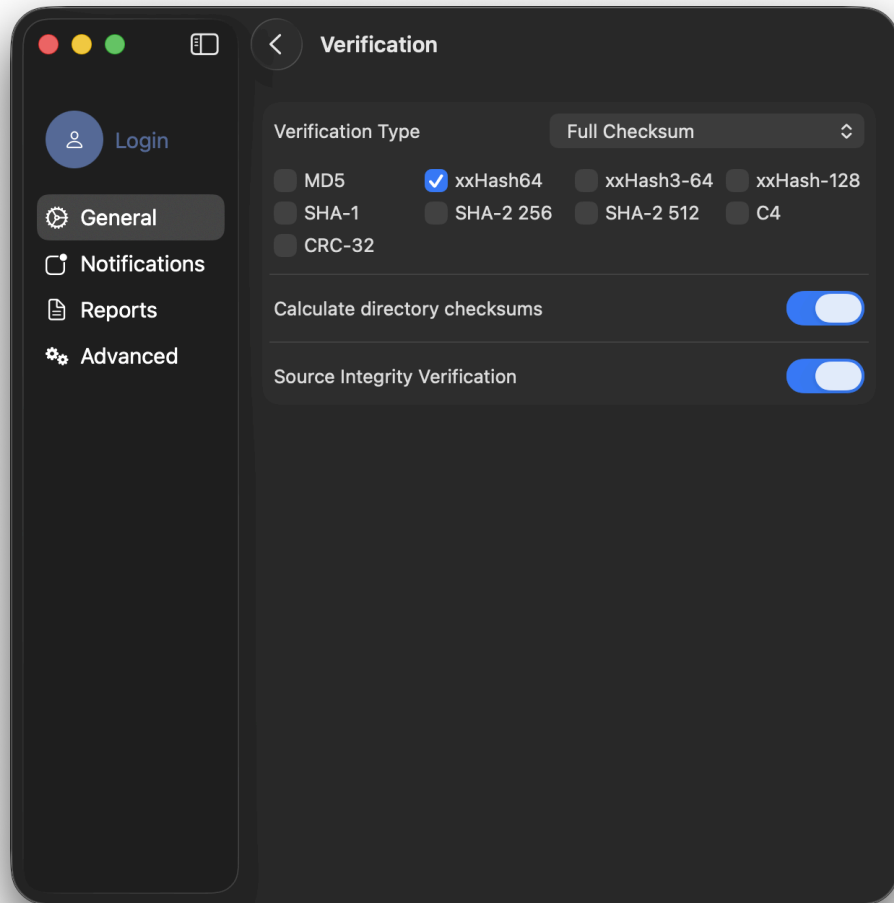 Verification
Login
General
Notifications
Reports
Advanced
Verification Type Full Checksum
MD5 xxHash64 xxHash3-64 xxHash-128
SHA-1 SHA-2 256 SHA-2 512 C4
CRC-32
Calculate directory checksums
Source Integrity Verification